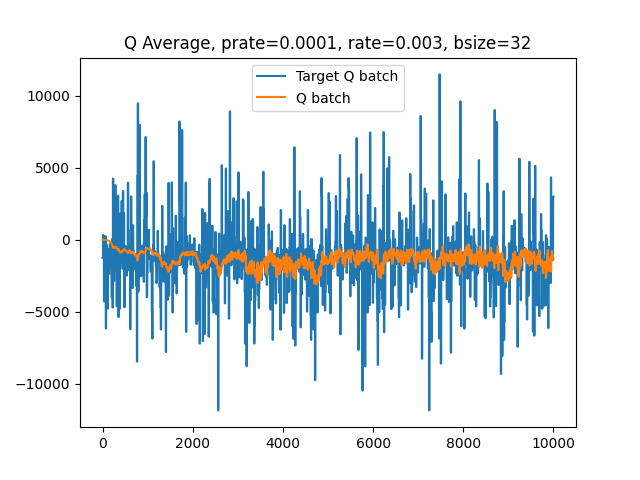 Q Average, prate=0.0001, rate=0.003, bsize=32
Target Q batch
Q batch
10000
5000
0
−5000
−10000
0 2000 4000 6000 8000 10000